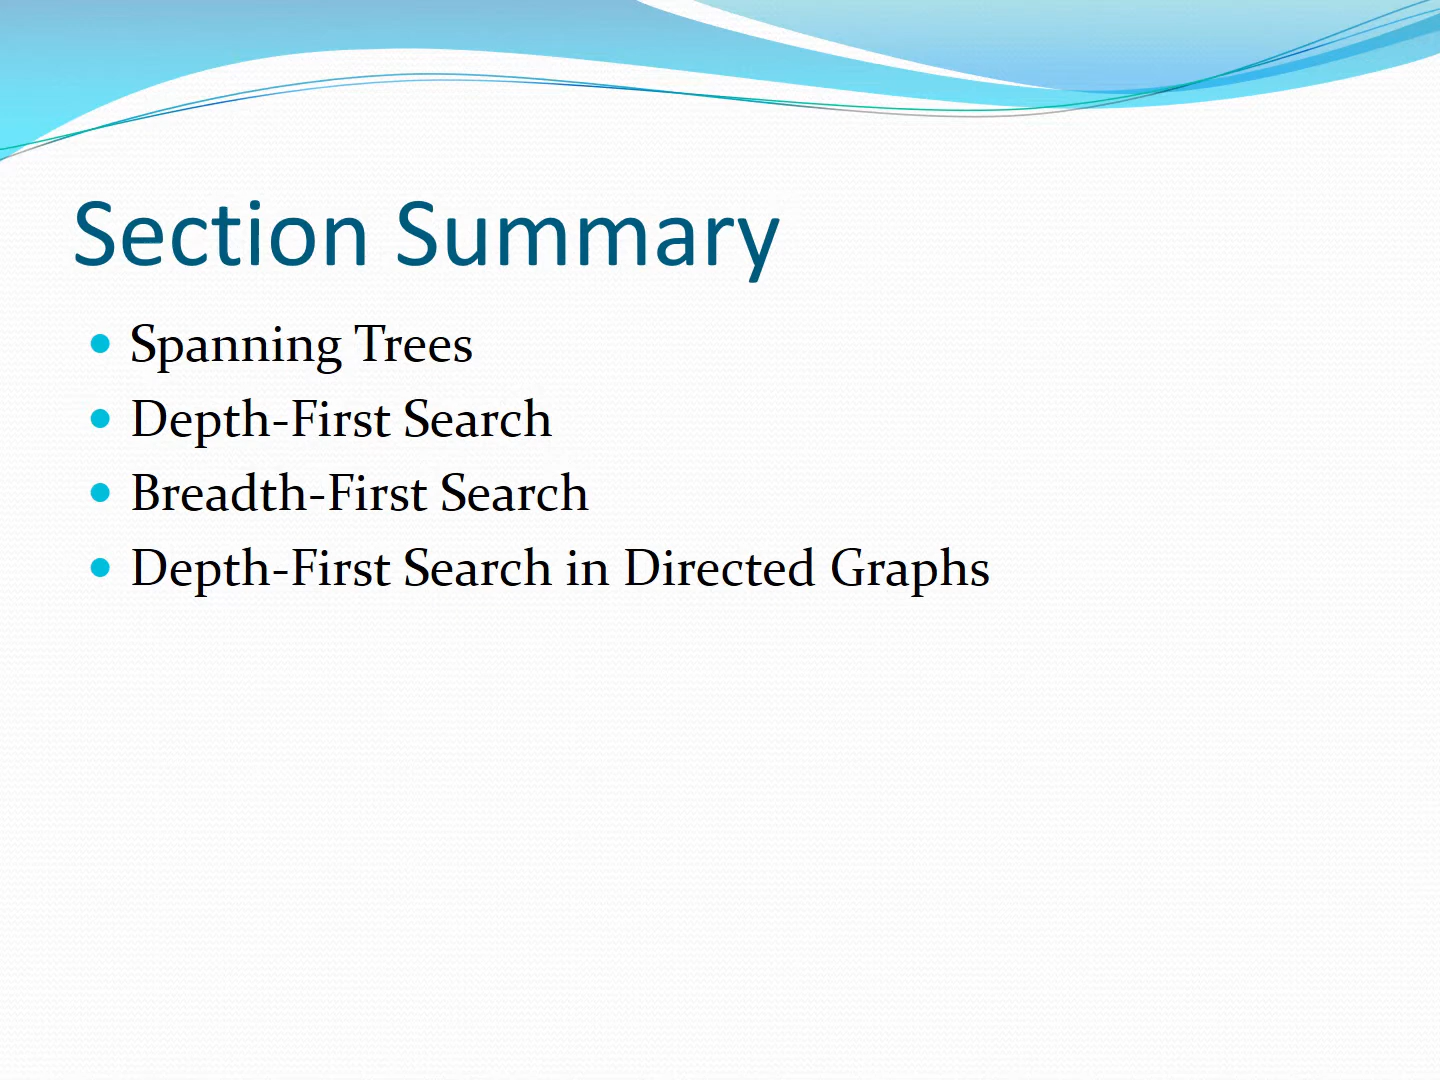 Section Summary
Spanning Trees
Depth-First Search
Breadth-First Search
Depth-First Search in Directed Graphs